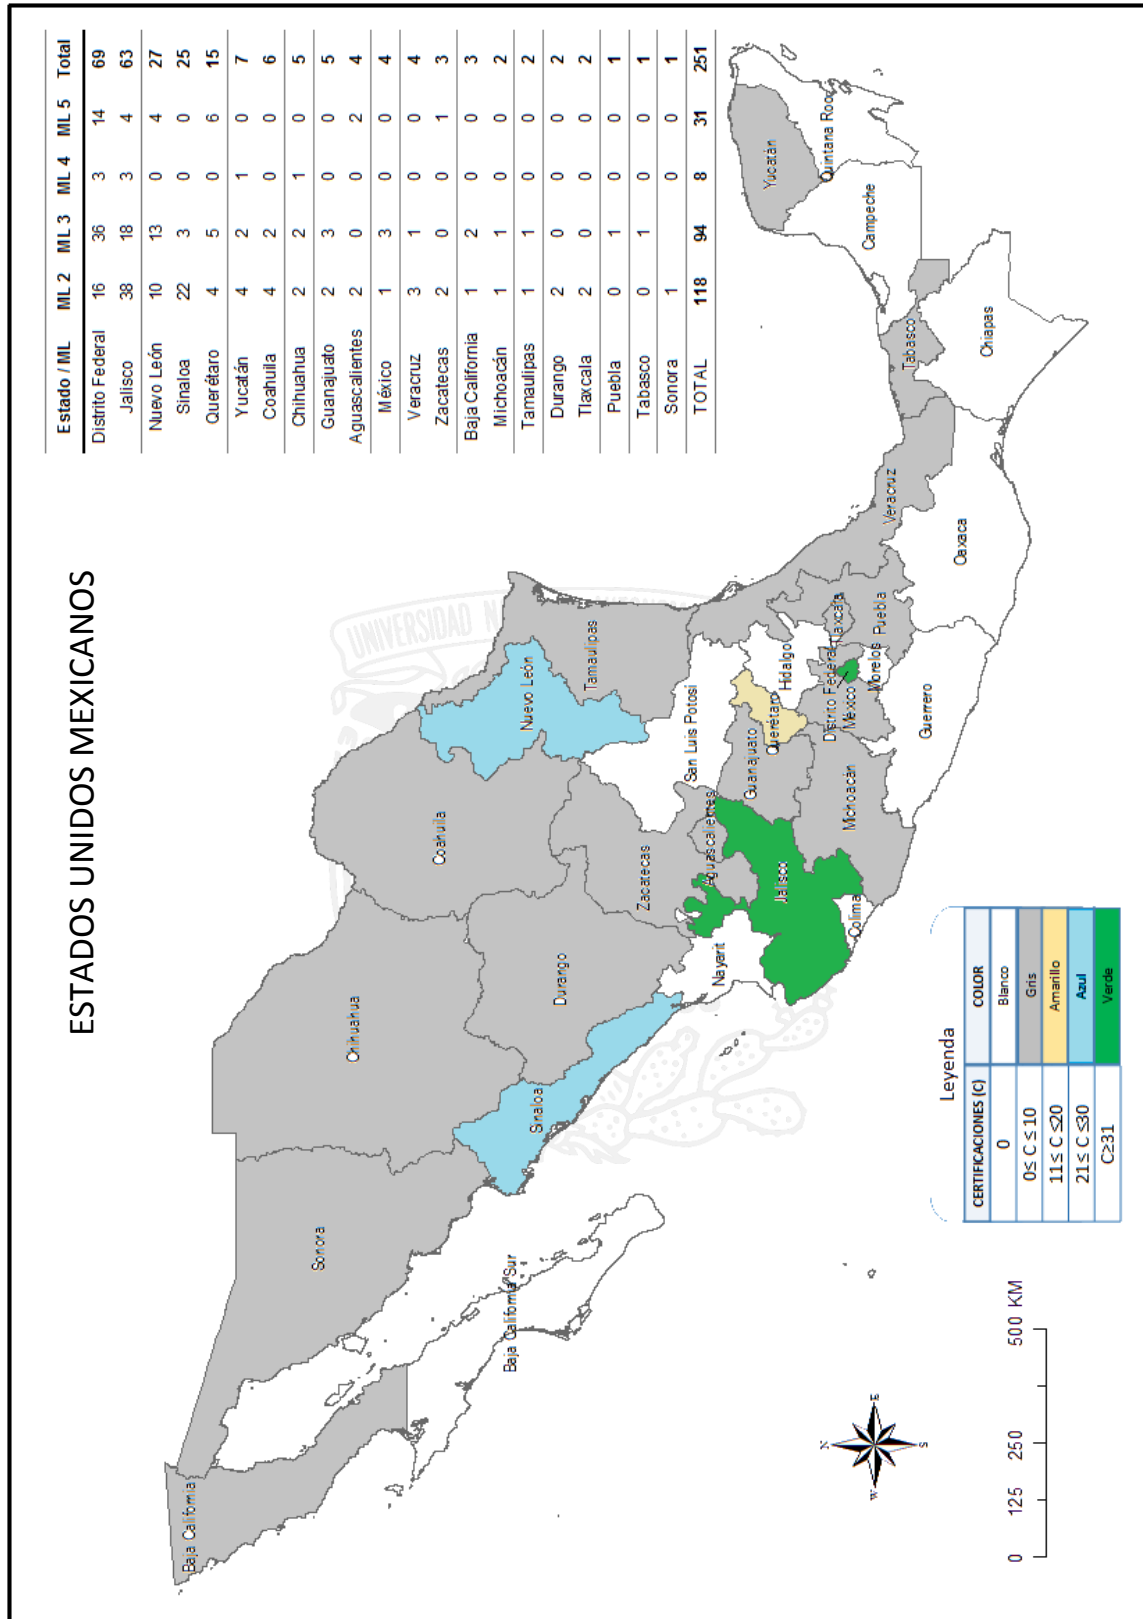 ESTADOS UNIDOS MEXICANOS
Estado / ML ML 2 ML 3 ML 4 ML 5 Total
Distrito Federal 16 36 3 14 69
Jalisco 38 18 3 4 63
Nuevo León 10 13 0 4 27
Sinaloa 22 3 0 0 25
Querétaro 4 5 0 6 15
Yucatán 4 2 1 0 7
Coahuila 4 2 0 0 6
Chihuahua 2 2 1 0 5
Guanajuato 2 3 0 0 5
Aguascalientes 2 0 0 2 4
México 1 3 0 0 4
Veracruz 3 1 0 0 4
Zacatecas 2 0 0 1 3
Baja California 1 2 0 0 3
Michoacán 1 1 0 0 2
Tamaulipas 1 1 0 0 2
Durango 2 0 0 0 2
Tlaxcala 2 0 0 0 2
Puebla 0 1 0 0 1
Tabasco 0 1 0 0 1
Sonora 1 0 0 0 1
TOTAL 118 94 8 31 251
Baja California
Sonora
Chihuahua
Coahuila
Baja California Sur
Sinaloa
Durango
Nuevo León
Tamaulipas
Zacatecas
San Luis Potosí
Nayarit
Aguascalientes
Guanajuato
Querétaro
Hidalgo
Jalisco
Colima
Michoacán
Distrito Federal
México
Tlaxcala
Morelos
Puebla
Veracruz
Guerrero
Oaxaca
Tabasco
Chiapas
Campeche
Yucatán
Quintana Roo
UNIVERSIDAD
N
W E
S
0 125 250 500 KM
Leyenda
CERTIFICACIONES (C) COLOR
0 Blanco
0≤ C ≤ 10 Gris
11≤ C ≤20 Amarillo
21≤ C ≤30 Azul
C≥31 Verde